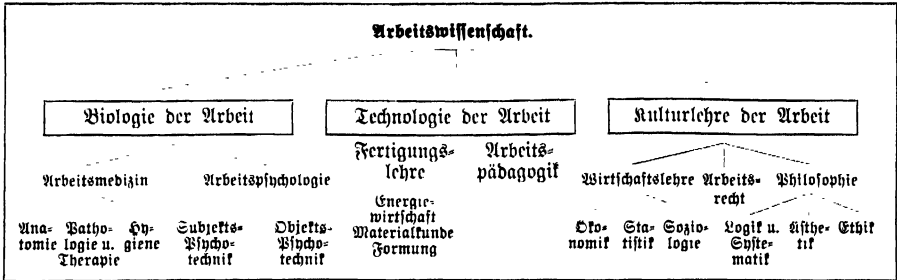 Arbeitswissenschaft.
Biologie der Arbeit
Technologie der Arbeit
Kulturlehre der Arbeit
Arbeitsmedizin
Arbeitspsychologie
Fertigungs-
lehre
Arbeits-
pädagogik
Wirtschaftslehre
Arbeits-
recht
Philosophie
Ana-
tomie
Patho-
logie u.
Therapie
Hy-
giene
Subjekts-
Psycho-
technik
Objekts-
Psycho-
technik
Energie-
wirtschaft
Materialkunde
Formung
Öko-
nomik
Sta-
tistik
Sozio-
logie
Logik u.
Syste-
matik
Ästhe-
tik
Ethik